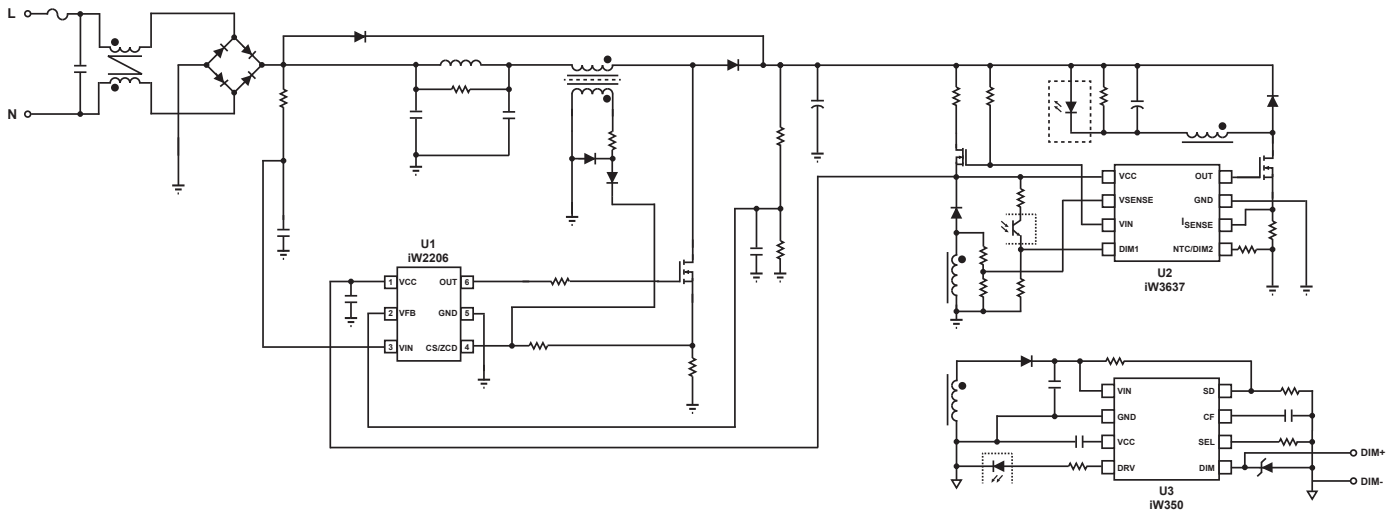 L
N
U1
iW2206
1 VCC OUT 6
2 VFB GND 5
3 VIN CS/ZCD 4
VCC OUT
VSENSE GND
VIN ISENSE
DIM1 NTC/DIM2
U2
iW3637
VIN SD
GND CF
VCC SEL
DRV DIM
U3
iW350
DIM+
DIM-